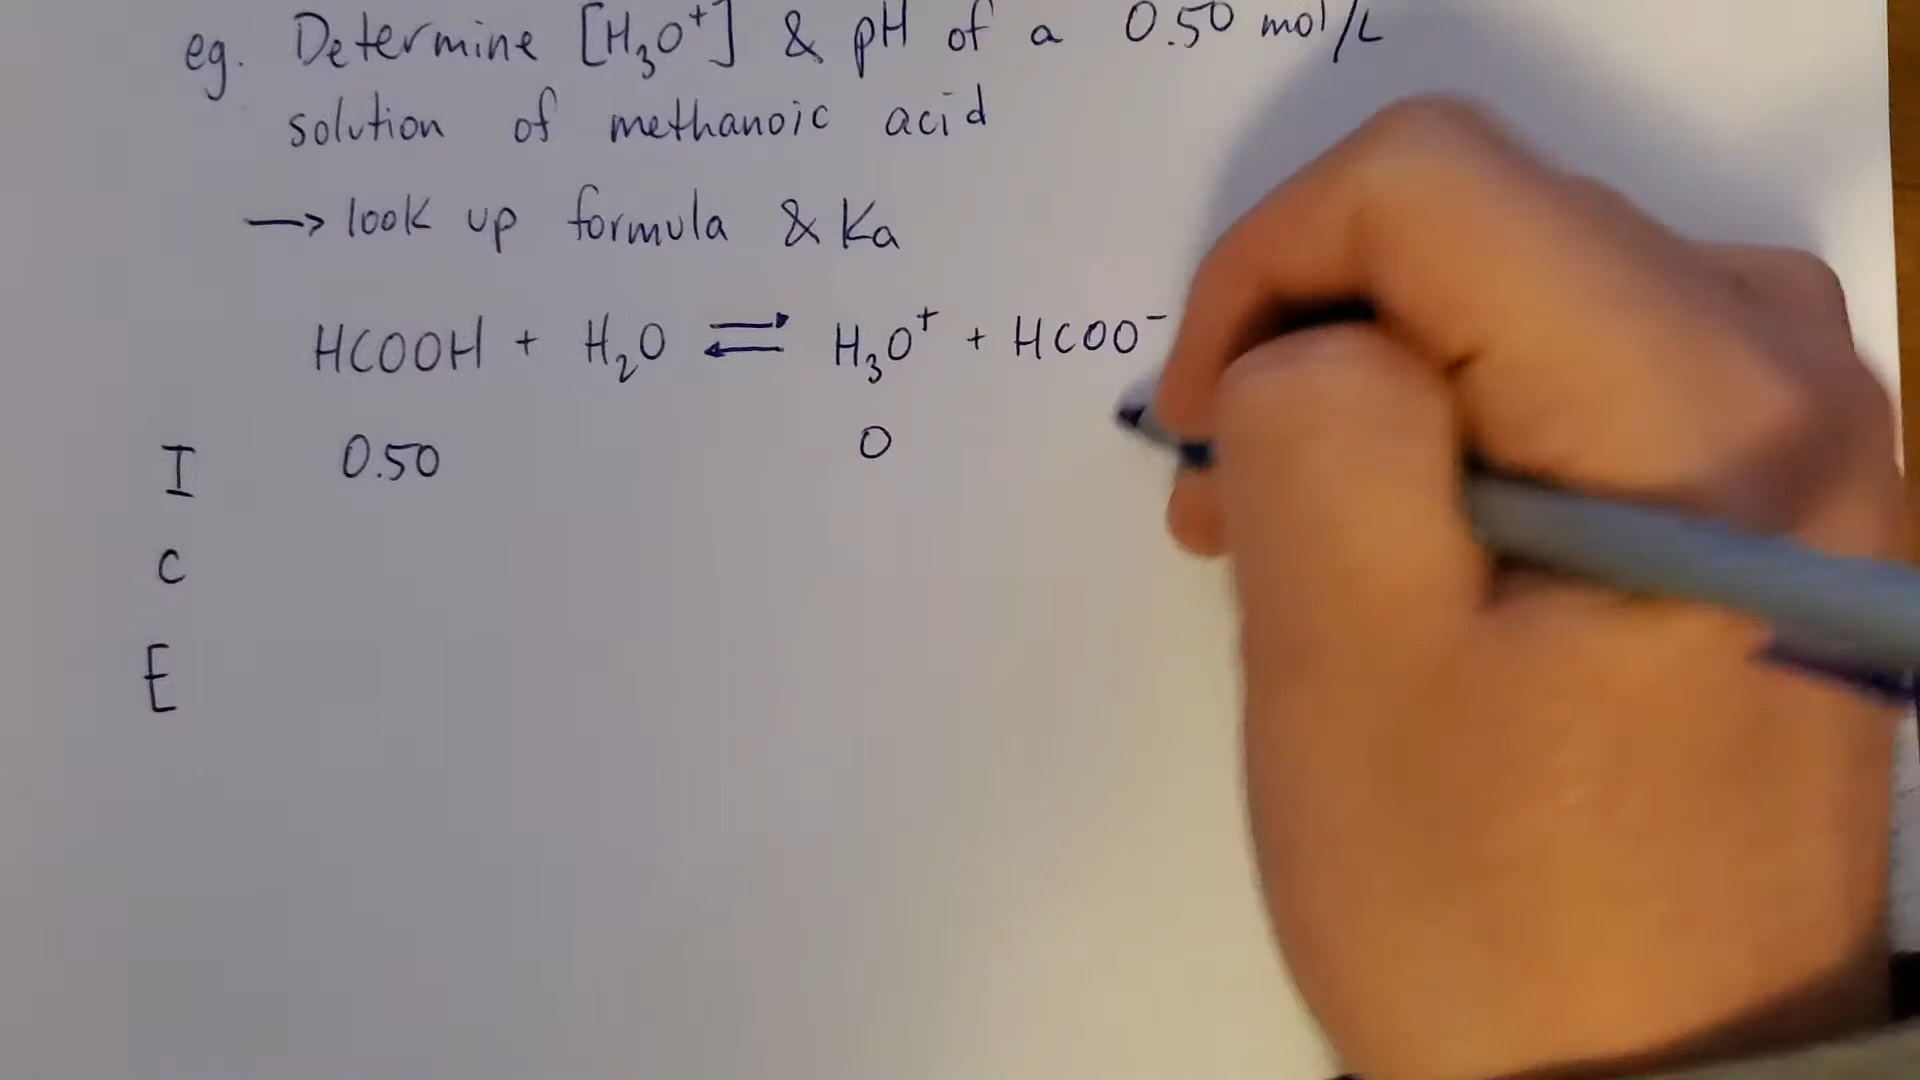 eg. Determine [H₃O⁺] & pH of a 0.50 mol/L
solution of methanoic acid
→ look up formula & Ka
HCOOH + H₂O ⇌ H₃O⁺ + HCOO⁻
I 0.50 0
C
E